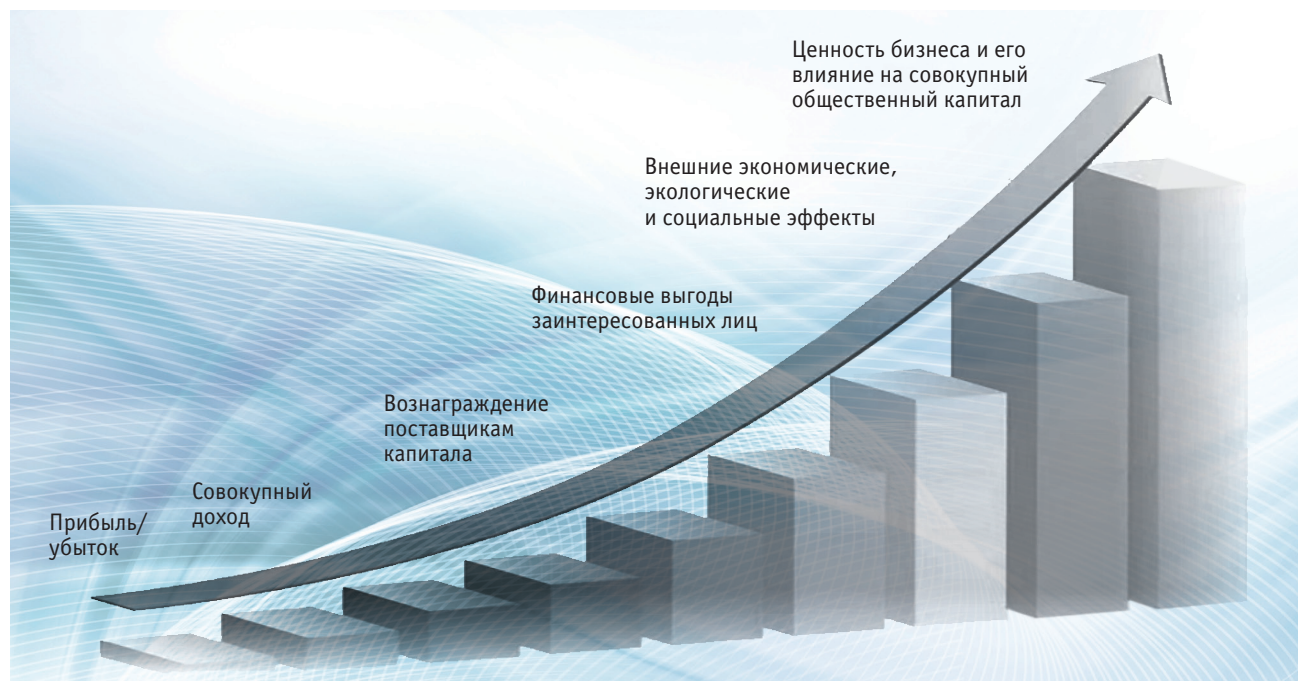 Ценность бизнеса и его
влияние на совокупный
общественный капитал
Внешние экономические,
экологические
и социальные эффекты
Финансовые выгоды
заинтересованных лиц
Вознаграждение
поставщикам
капитала
Совокупный
доход
Прибыль/
убыток